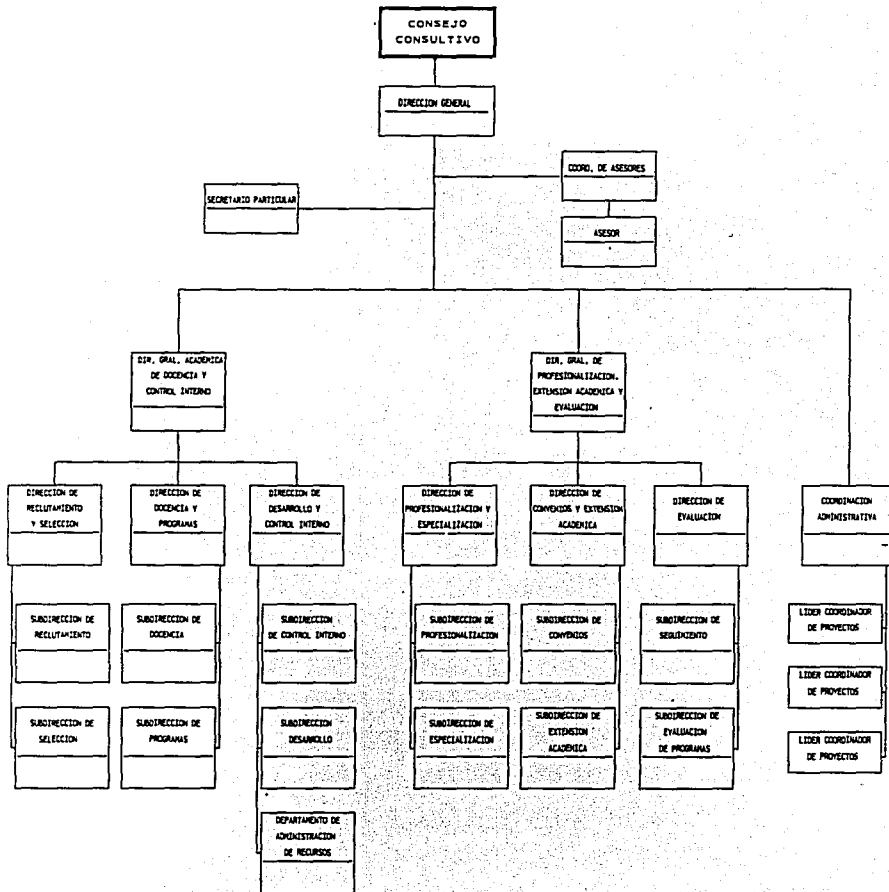 CONSEJO
CONSULTIVO
DIRECCION GENERAL
COORD. DE ASESORES
SECRETARIO PARTICULAR
ASESOR
DIR. GRAL. ACADEMICA
DE DOCENCIA Y
CONTROL INTERNO
DIR. GRAL. DE
PROFESIONALIZACION.
EXTENSION ACADEMICA Y
EVALUACION
DIRECCION DE
RECLUTAMIENTO
Y SELECCION
DIRECCION DE
DOCENCIA Y
PROGRAMAS
DIRECCION DE
DESARROLLO Y
CONTROL INTERNO
DIRECCION DE
PROFESIONALIZACION Y
ESPECIALIZACION
DIRECCION DE
CONVENIOS Y EXTENSION
ACADEMICA
DIRECCION DE
EVALUACION
COORDINACION
ADMINISTRATIVA
SUBDIRECCION DE
RECLUTAMIENTO
SUBDIRECCION DE
DOCENCIA
SUBDIRECCION
DE CONTROL INTERNO
SUBDIRECCION DE
PROFESIONALIZACION
SUBDIRECCION DE
CONVENIOS
SUBDIRECCION DE
SEGUIMIENTO
LIDER COORDINADOR
DE PROYECTOS
LIDER COORDINADOR
DE PROYECTOS
SUBDIRECCION DE
SELECCION
SUBDIRECCION DE
PROGRAMAS
SUBDIRECCION
DESARROLLO
SUBDIRECCION DE
ESPECIALIZACION
SUBDIRECCION DE
EXTENSION
ACADEMICA
SUBDIRECCION DE
EVALUACION
DE PROGRAMAS
LIDER COORDINADOR
DE PROYECTOS
DEPARTAMENTO DE
ADMINISTRACION
DE RECURSOS